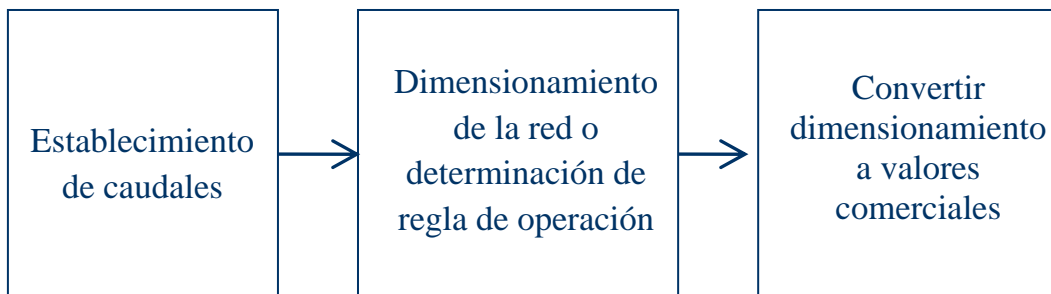 Establecimiento
de caudales
Dimensionamiento
de la red o
determinación de
regla de operación
Convertir
dimensionamiento
a valores
comerciales